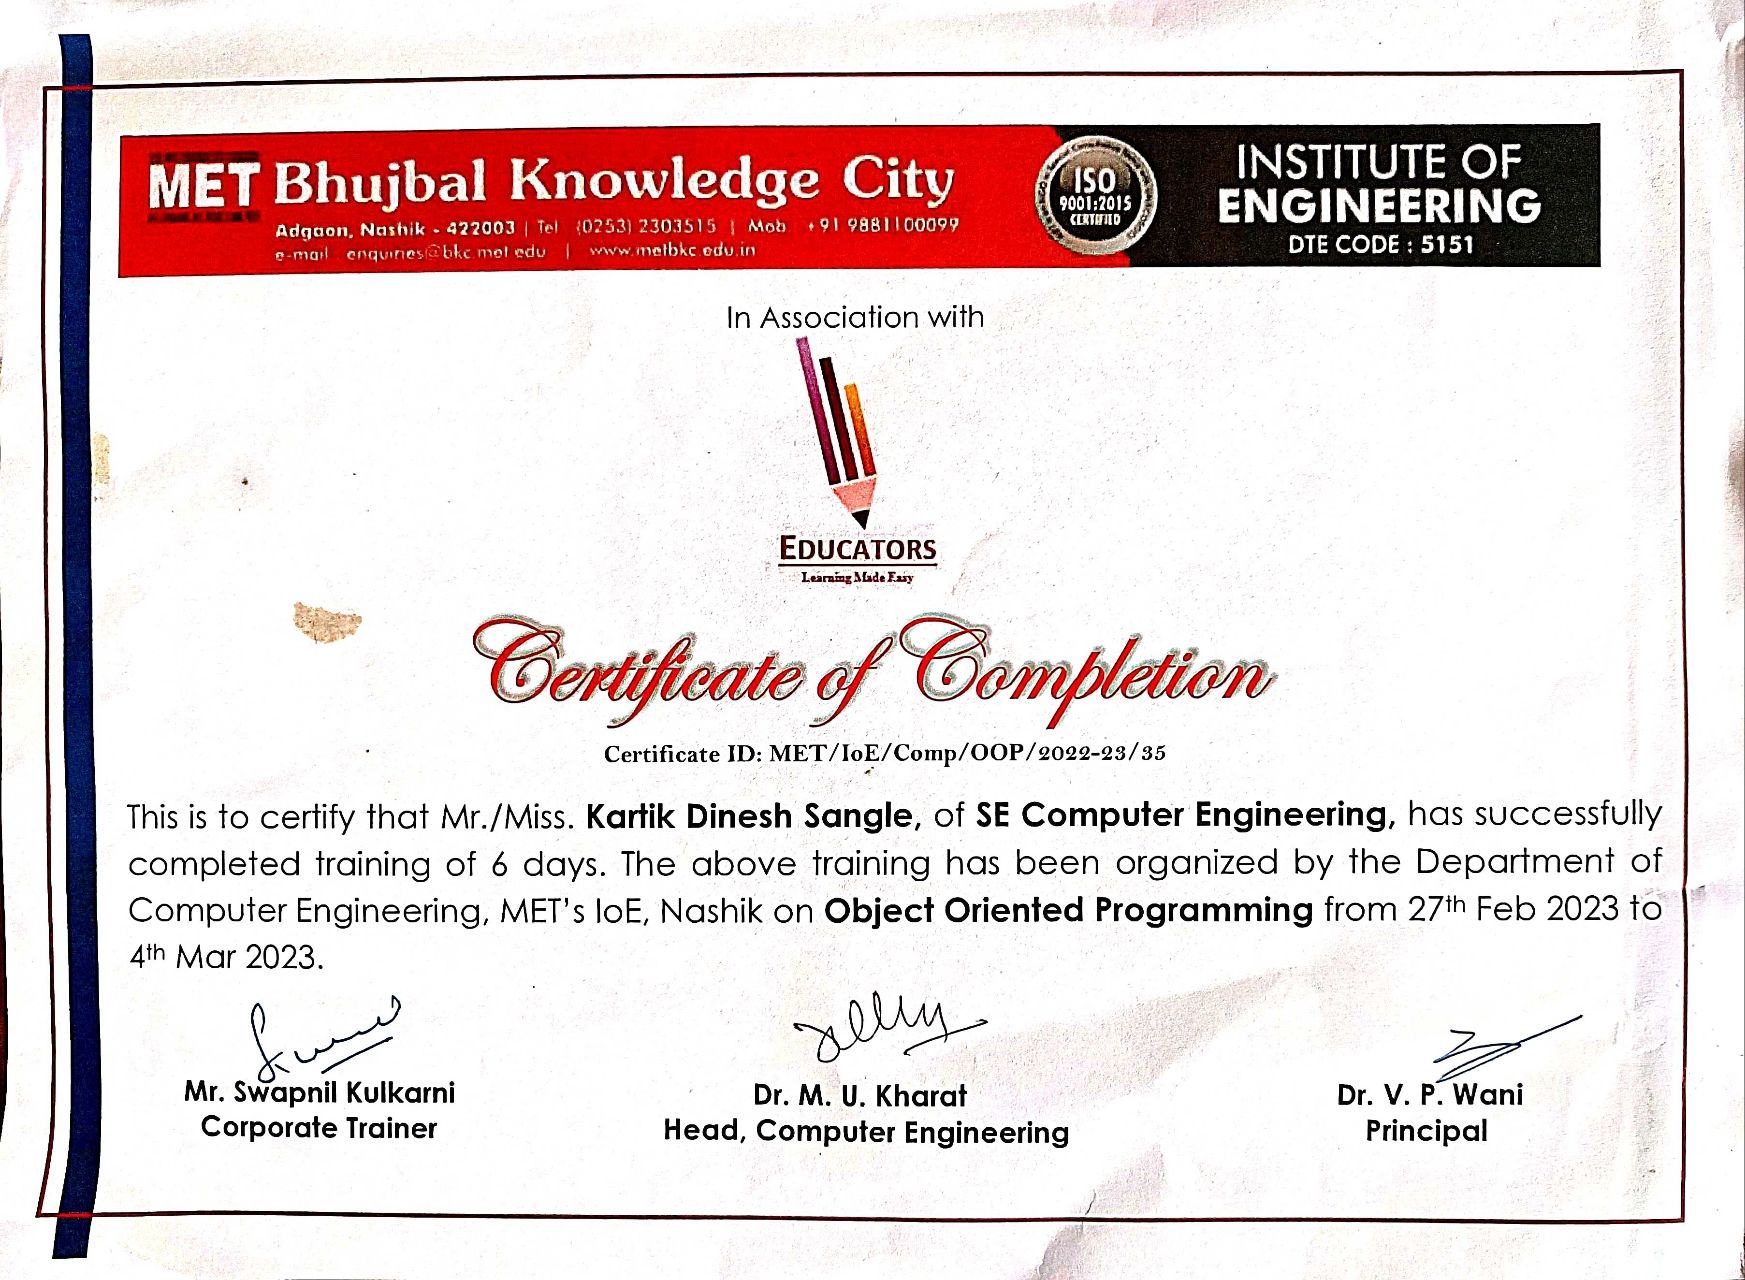 MET Bhujbal Knowledge City
Adgaon, Nashik - 422003 | Tel (0253) 2303515 | Mob +91 9881100099
e-mail enquiries@bkc.met.edu | www.metbkc.edu.in
ISO
9001:2015
CERTIFIED
INSTITUTE OF
ENGINEERING
DTE CODE : 5151
In Association with
EDUCATORS
Learning Made Easy
Certificate of Completion
Certificate ID: MET/IoE/Comp/OOP/2022-23/35
This is to certify that Mr./Miss. Kartik Dinesh Sangle, of SE Computer Engineering, has successfully
completed training of 6 days. The above training has been organized by the Department of
Computer Engineering, MET's IoE, Nashik on Object Oriented Programming from 27th Feb 2023 to
4th Mar 2023.
Mr. Swapnil Kulkarni
Corporate Trainer
Dr. M. U. Kharat
Head, Computer Engineering
Dr. V. P. Wani
Principal